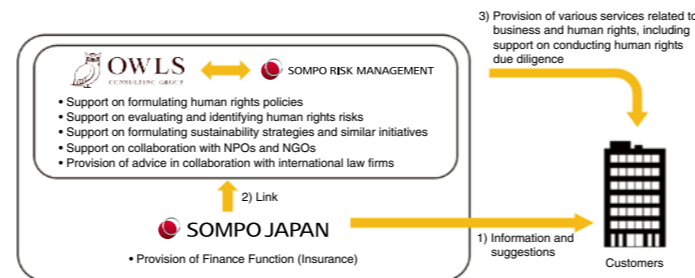 3) Provision of various services related to
business and human rights, including
support on conducting human rights
due diligence
OWLS
CONSULTING GROUP
SOMPO RISK MANAGEMENT
• Support on formulating human rights policies
• Support on evaluating and identifying human rights risks
• Support on formulating sustainability strategies and similar initiatives
• Support on collaboration with NPOs and NGOs
• Provision of advice in collaboration with international law firms
2) Link
SOMPO JAPAN
• Provision of Finance Function (Insurance)
1) Information and
suggestions
Customers